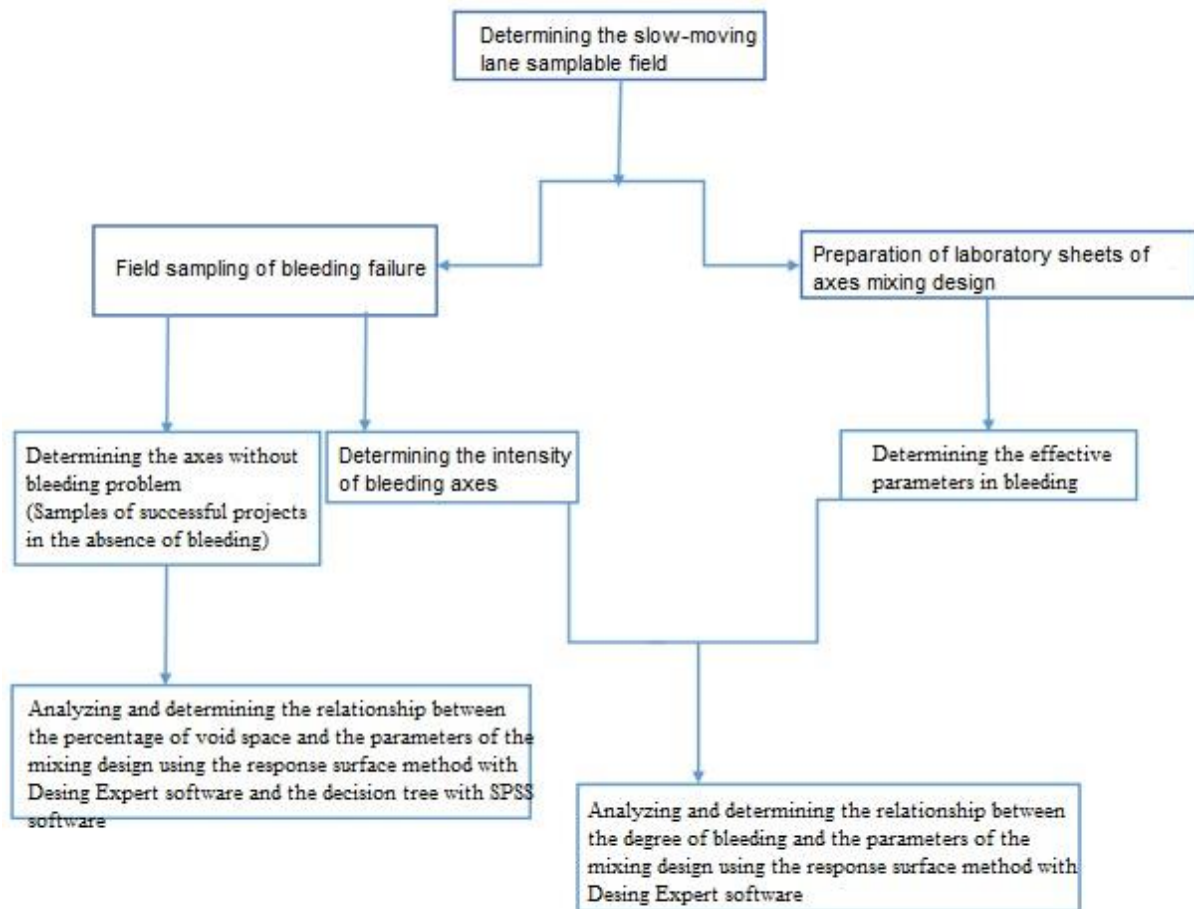 Determining the slow-moving
lane samplable field
Field sampling of bleeding failure
Preparation of laboratory sheets of
axes mixing design
Determining the axes without
bleeding problem
(Samples of successful projects
in the absence of bleeding)
Determining the intensity
of bleeding axes
Determining the effective
parameters in bleeding
Analyzing and determining the relationship between
the percentage of void space and the parameters of the
mixing design using the response surface method with
Desing Expert software and the decision tree with SPSS
software
Analyzing and determining the relationship between
the degree of bleeding and the parameters of the
mixing design using the response surface method with
Desing Expert software